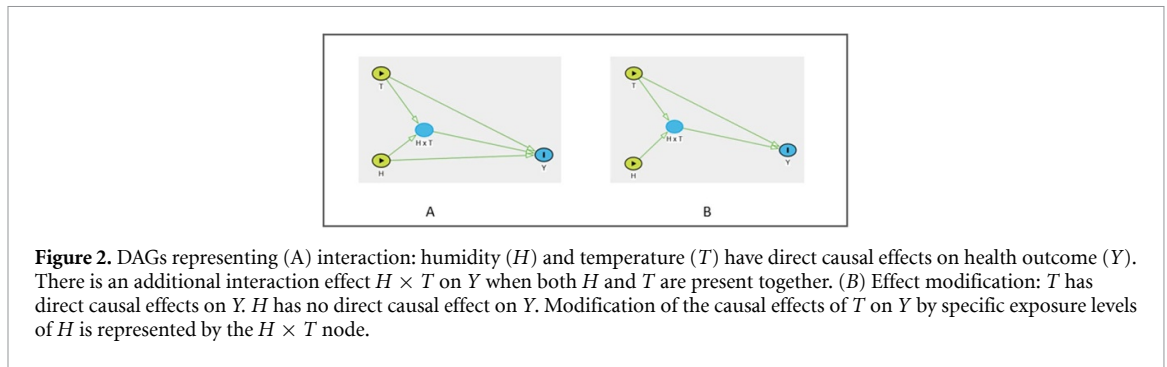 T
H x T
H
Y
A
T
H x T
H
Y
B
Figure 2. DAGs representing (A) interaction: humidity (H) and temperature (T) have direct causal effects on health outcome (Y).
There is an additional interaction effect H × T on Y when both H and T are present together. (B) Effect modification: T has
direct causal effects on Y. H has no direct causal effect on Y. Modification of the causal effects of T on Y by specific exposure levels
of H is represented by the H × T node.